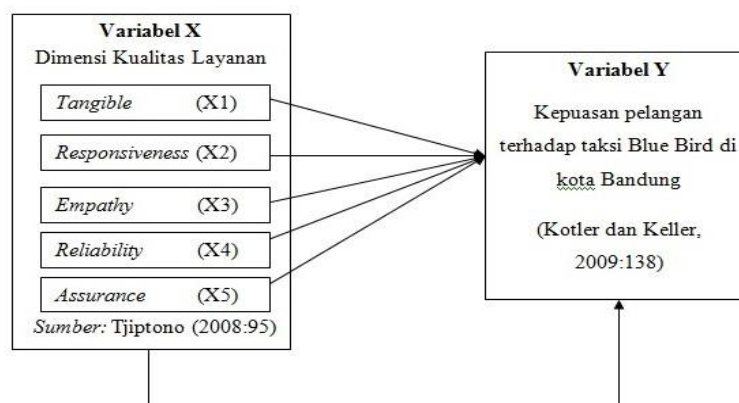 Variabel X
Dimensi Kualitas Layanan
Tangible (X1)
Responsiveness (X2)
Empathy (X3)
Reliability (X4)
Assurance (X5)
Sumber: Tjiptono (2008:95)
Variabel Y
Kepuasan pelangan
terhadap taksi Blue Bird di
kota Bandung
(Kotler dan Keller,
2009:138)